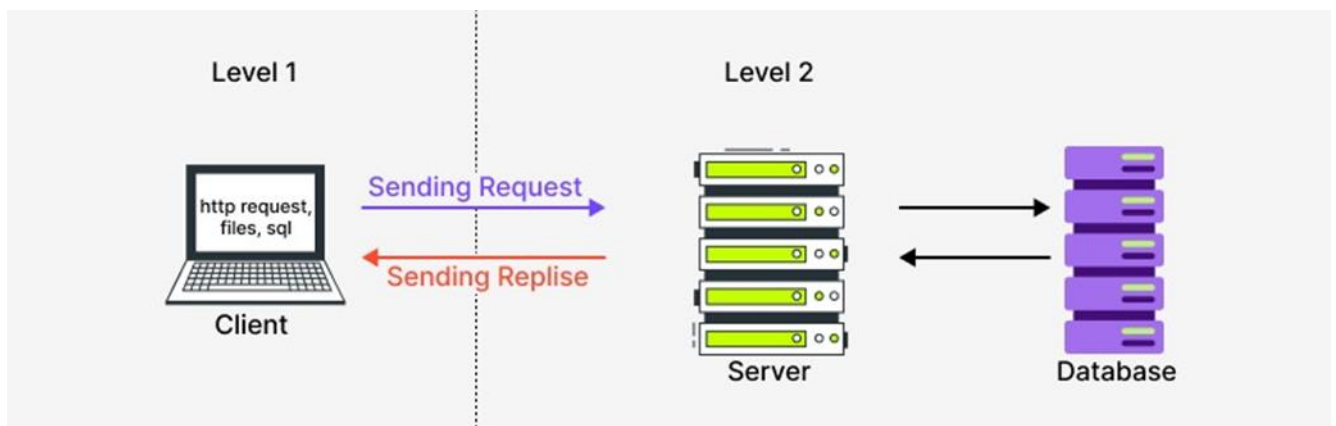 Level 1
Level 2
Sending Request
http request,
files, sql
Sending Replise
Client
Server
Database